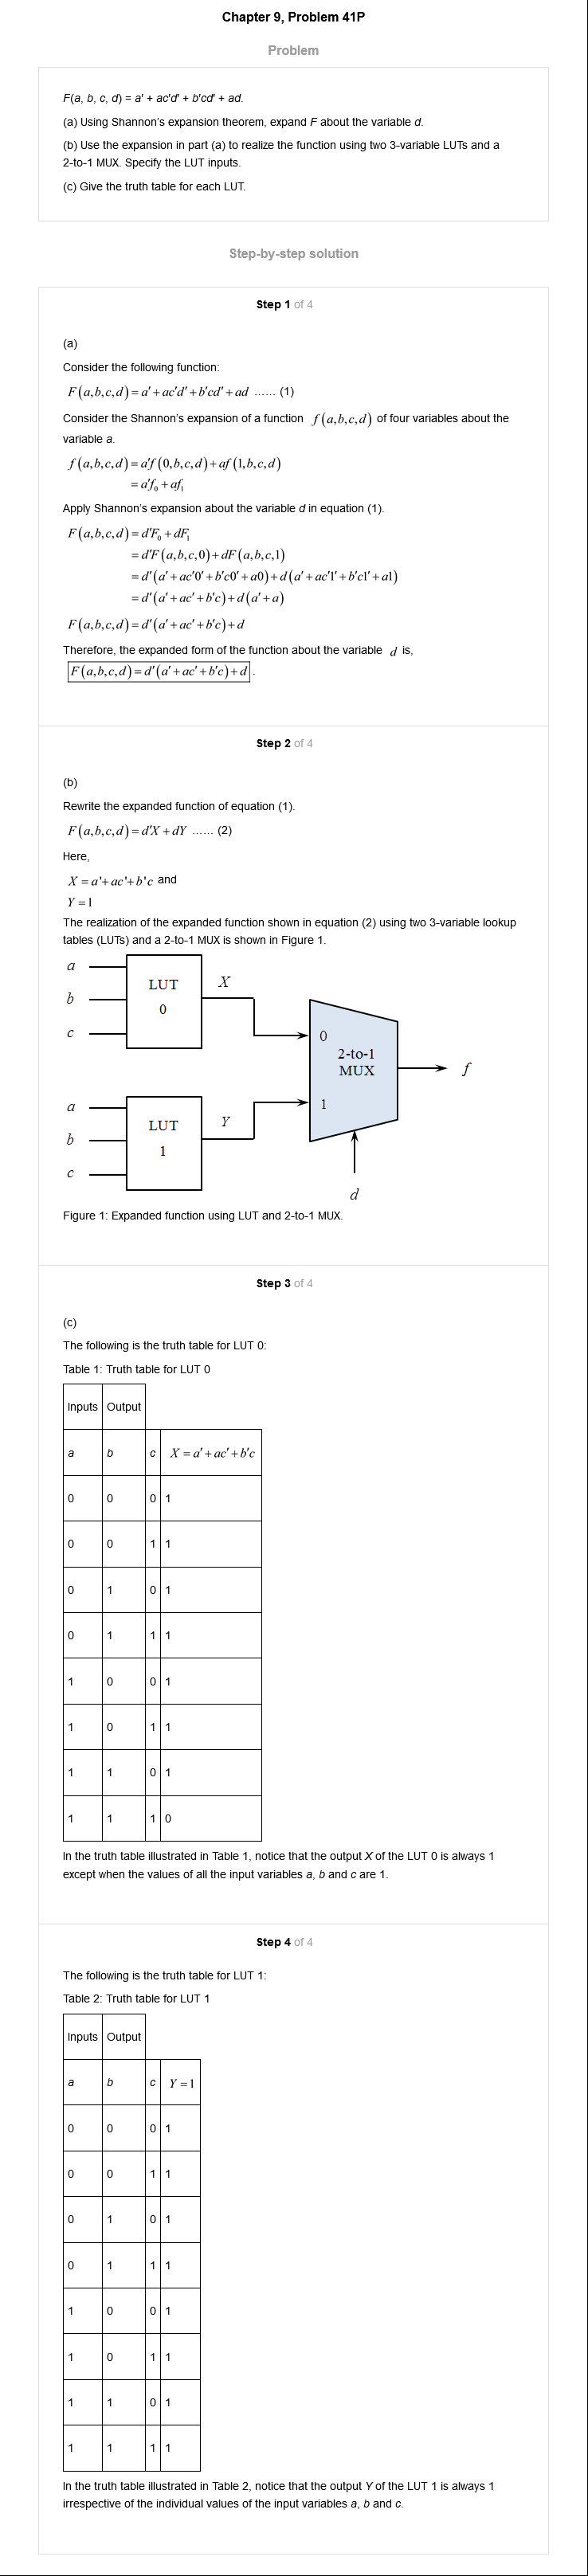 Chapter 9, Problem 41P
Problem
F(a, b, c, d) = a' + ac'd' + b'cd' + ad.
(a) Using Shannon's expansion theorem, expand F about the variable d.
(b) Use the expansion in part (a) to realize the function using two 3-variable LUTs and a
2-to-1 MUX. Specify the LUT inputs.
(c) Give the truth table for each LUT.
Step-by-step solution
Step 1 of 4
(a)
Consider the following function:
F(a,b,c,d) = a' + ac'd' + b'cd' + ad ...... (1)
Consider the Shannon's expansion of a function f(a,b,c,d) of four variables about the
variable a.
f(a,b,c,d) = a'f(0,b,c,d) + af(1,b,c,d)
= a'f₀ + af₁
Apply Shannon's expansion about the variable d in equation (1).
F(a,b,c,d) = d'F₀ + dF₁
= d'F(a,b,c,0) + dF(a,b,c,1)
= d'(a' + ac'0' + b'c0' + a0) + d(a' + ac'1' + b'c1' + a1)
= d'(a' + ac' + b'c) + d(a' + a)
F(a,b,c,d) = d'(a' + ac' + b'c) + d
Therefore, the expanded form of the function about the variable d is,
F(a,b,c,d) = d'(a' + ac' + b'c) + d.
Step 2 of 4
(b)
Rewrite the expanded function of equation (1).
F(a,b,c,d) = d'X + dY ...... (2)
Here,
X = a'+ ac'+ b'c and
Y = 1
The realization of the expanded function shown in equation (2) using two 3-variable lookup
tables (LUTs) and a 2-to-1 MUX is shown in Figure 1.
a
b
c
LUT
0
X
a
b
c
LUT
1
Y
0
2-to-1
MUX
1
d
f
Figure 1: Expanded function using LUT and 2-to-1 MUX.
Step 3 of 4
(c)
The following is the truth table for LUT 0:
Table 1: Truth table for LUT 0
Inputs Output
a b c X = a' + ac' + b'c
0 0 0 1
0 0 1 1
0 1 0 1
0 1 1 1
1 0 0 1
1 0 1 1
1 1 0 1
1 1 1 0
In the truth table illustrated in Table 1, notice that the output X of the LUT 0 is always 1
except when the values of all the input variables a, b and c are 1.
Step 4 of 4
The following is the truth table for LUT 1:
Table 2: Truth table for LUT 1
Inputs Output
a b c Y = 1
0 0 0 1
0 0 1 1
0 1 0 1
0 1 1 1
1 0 0 1
1 0 1 1
1 1 0 1
1 1 1 1
In the truth table illustrated in Table 2, notice that the output Y of the LUT 1 is always 1
irrespective of the individual values of the input variables a, b and c.